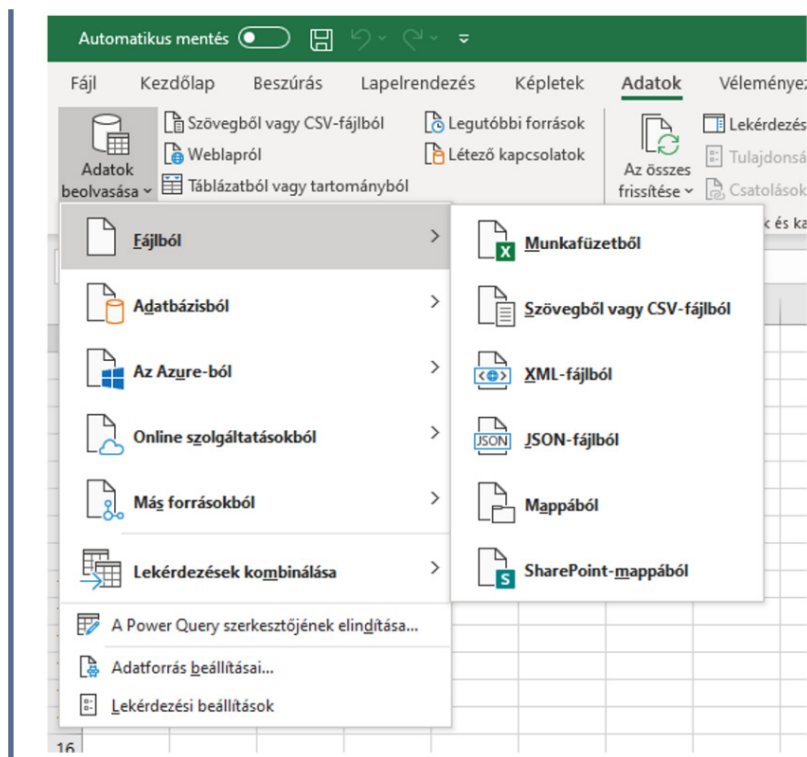 Automatikus mentés
Fájl Kezdőlap Beszúrás Lapelrendezés Képletek Adatok Véleményez
Adatok beolvasása
Szövegből vagy CSV-fájlból
Weblapról
Táblázatból vagy tartományból
Legutóbbi források
Létező kapcsolatok
Az összes frissítése
Lekérdezés
Tulajdonsá
Csatolások
k és ka
Fájlból
Adatbázisból
Az Azure-ból
Online szolgáltatásokból
Más forrásokból
Lekérdezések kombinálása
A Power Query szerkesztőjének elindítása...
Adatforrás beállításai...
Lekérdezési beállítások
X
Munkafüzetből
Szövegből vagy CSV-fájlból
XML-fájlból
JSON
JSON-fájlból
Mappából
S
SharePoint-mappából
16